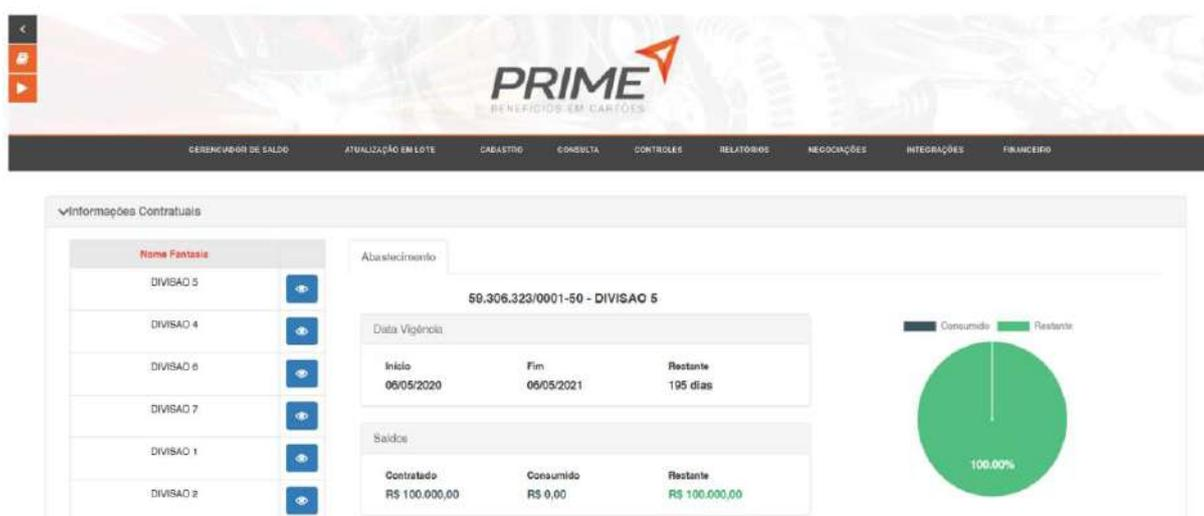 PRIME
BENEFÍCIOS EM CARTÕES
GERENCIADOR DE SALDO ATUALIZAÇÃO EM LOTE CADASTRO CONSULTA CONTROLES RELATÓRIOS NEGOCIAÇÕES INTEGRAÇÕES FINANCEIRO
Informações Contratuais
Nome Fantasia
DIVISAO 5
DIVISAO 4
DIVISAO 6
DIVISAO 7
DIVISAO 1
DIVISAO 2
Abastecimento
59.306.323/0001-50 - DIVISAO 5
Data Vigência
Início Fim Restante
06/05/2020 06/05/2021 195 dias
Saldos
Contratado Consumido Restante
R$ 100.000,00 R$ 0,00 R$ 100.000,00
Consumido Restante
100.00%